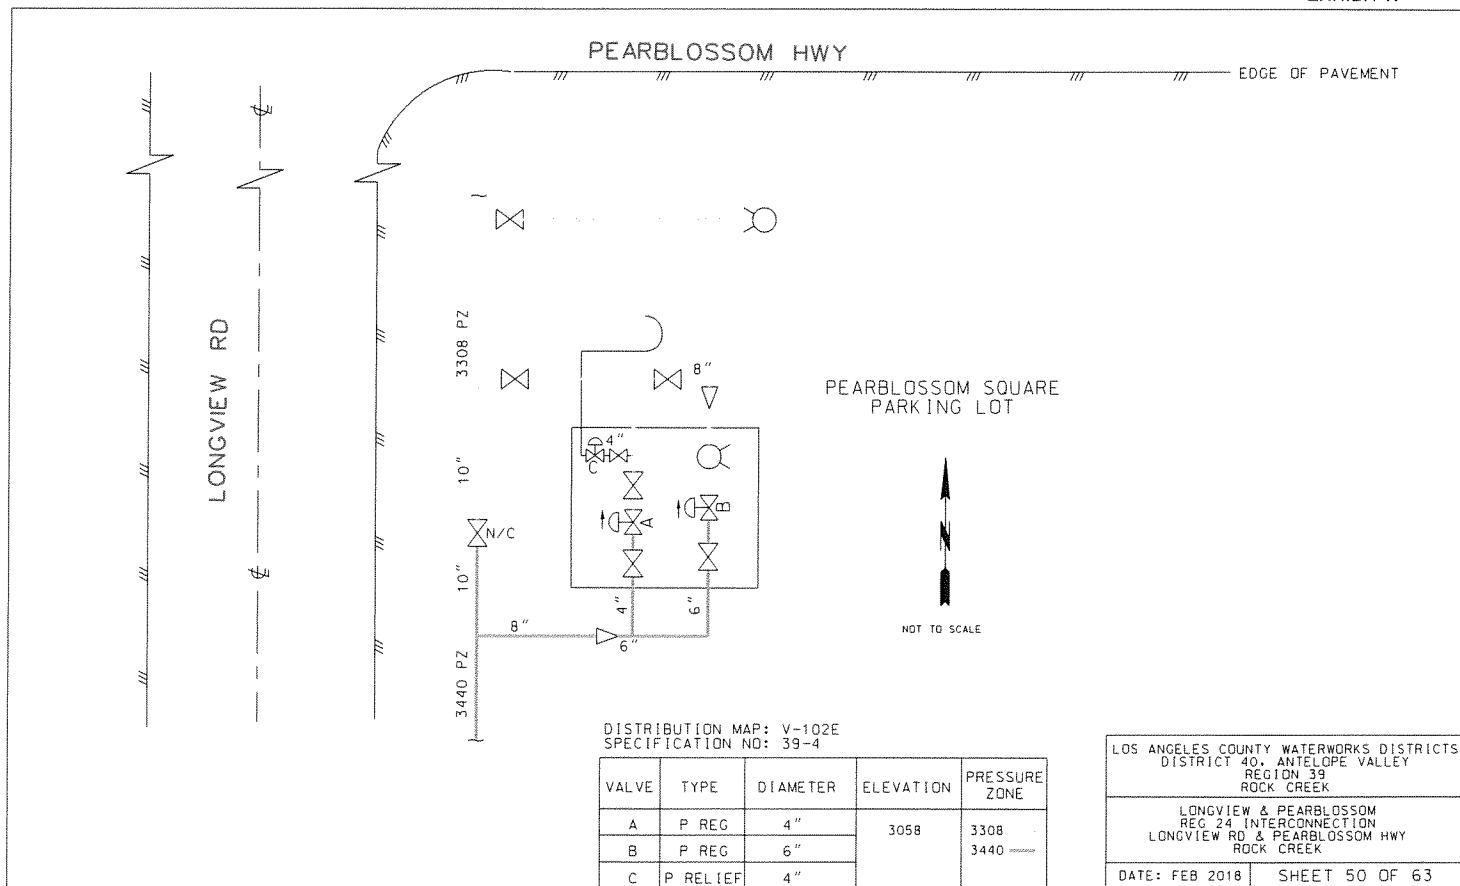 PEARBLOSSOM HWY
EDGE OF PAVEMENT
LONGVIEW RD
3308 PZ
8"
PEARBLOSSOM SQUARE
PARKING LOT
4"
C
10"
A
B
N/C
N
10"
4"
6"
8"
6"
NOT TO SCALE
3440 PZ
DISTRIBUTION MAP: V-102E
SPECIFICATION NO: 39-4
VALVE TYPE DIAMETER ELEVATION PRESSURE ZONE
A P REG 4" 3058 3308
B P REG 6" 3440
C P RELIEF 4"
LOS ANGELES COUNTY WATERWORKS DISTRICTS
DISTRICT 40, ANTELOPE VALLEY
REGION 39
ROCK CREEK
LONGVIEW & PEARBLOSSOM
REG 24 INTERCONNECTION
LONGVIEW RD & PEARBLOSSOM HWY
ROCK CREEK
DATE: FEB 2018 SHEET 50 OF 63